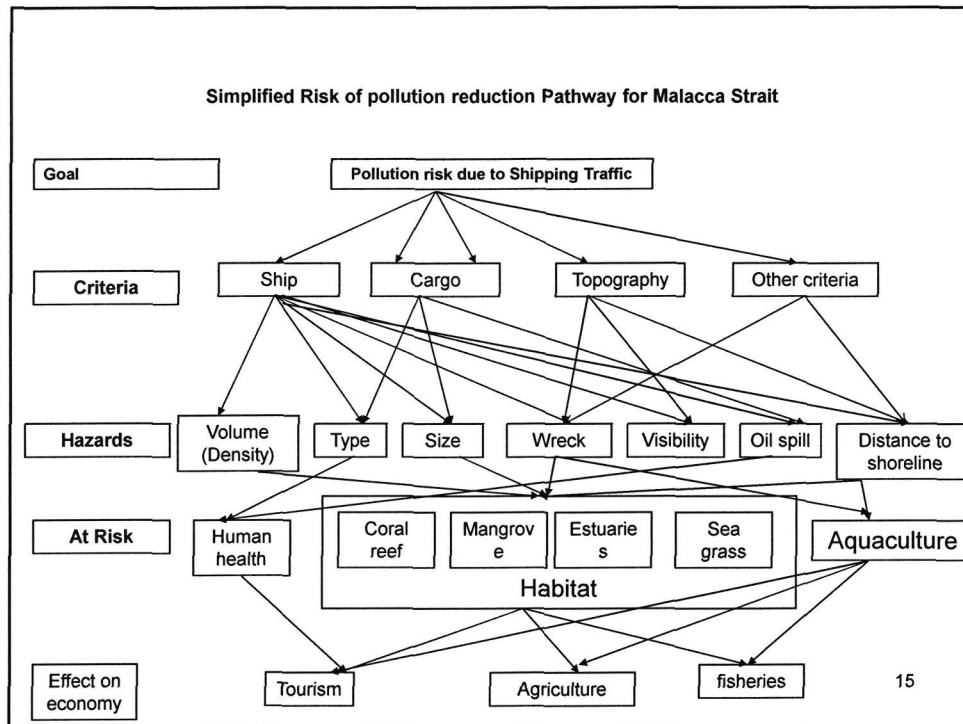 Simplified Risk of pollution reduction Pathway for Malacca Strait
Goal
Pollution risk due to Shipping Traffic
Criteria
Ship
Cargo
Topography
Other criteria
Hazards
Volume
(Density)
Type
Size
Wreck
Visibility
Oil spill
Distance to
shoreline
At Risk
Human
health
Coral
reef
Mangrov
e
Estuarie
s
Sea
grass
Habitat
Aquaculture
Effect on
economy
Tourism
Agriculture
fisheries
15